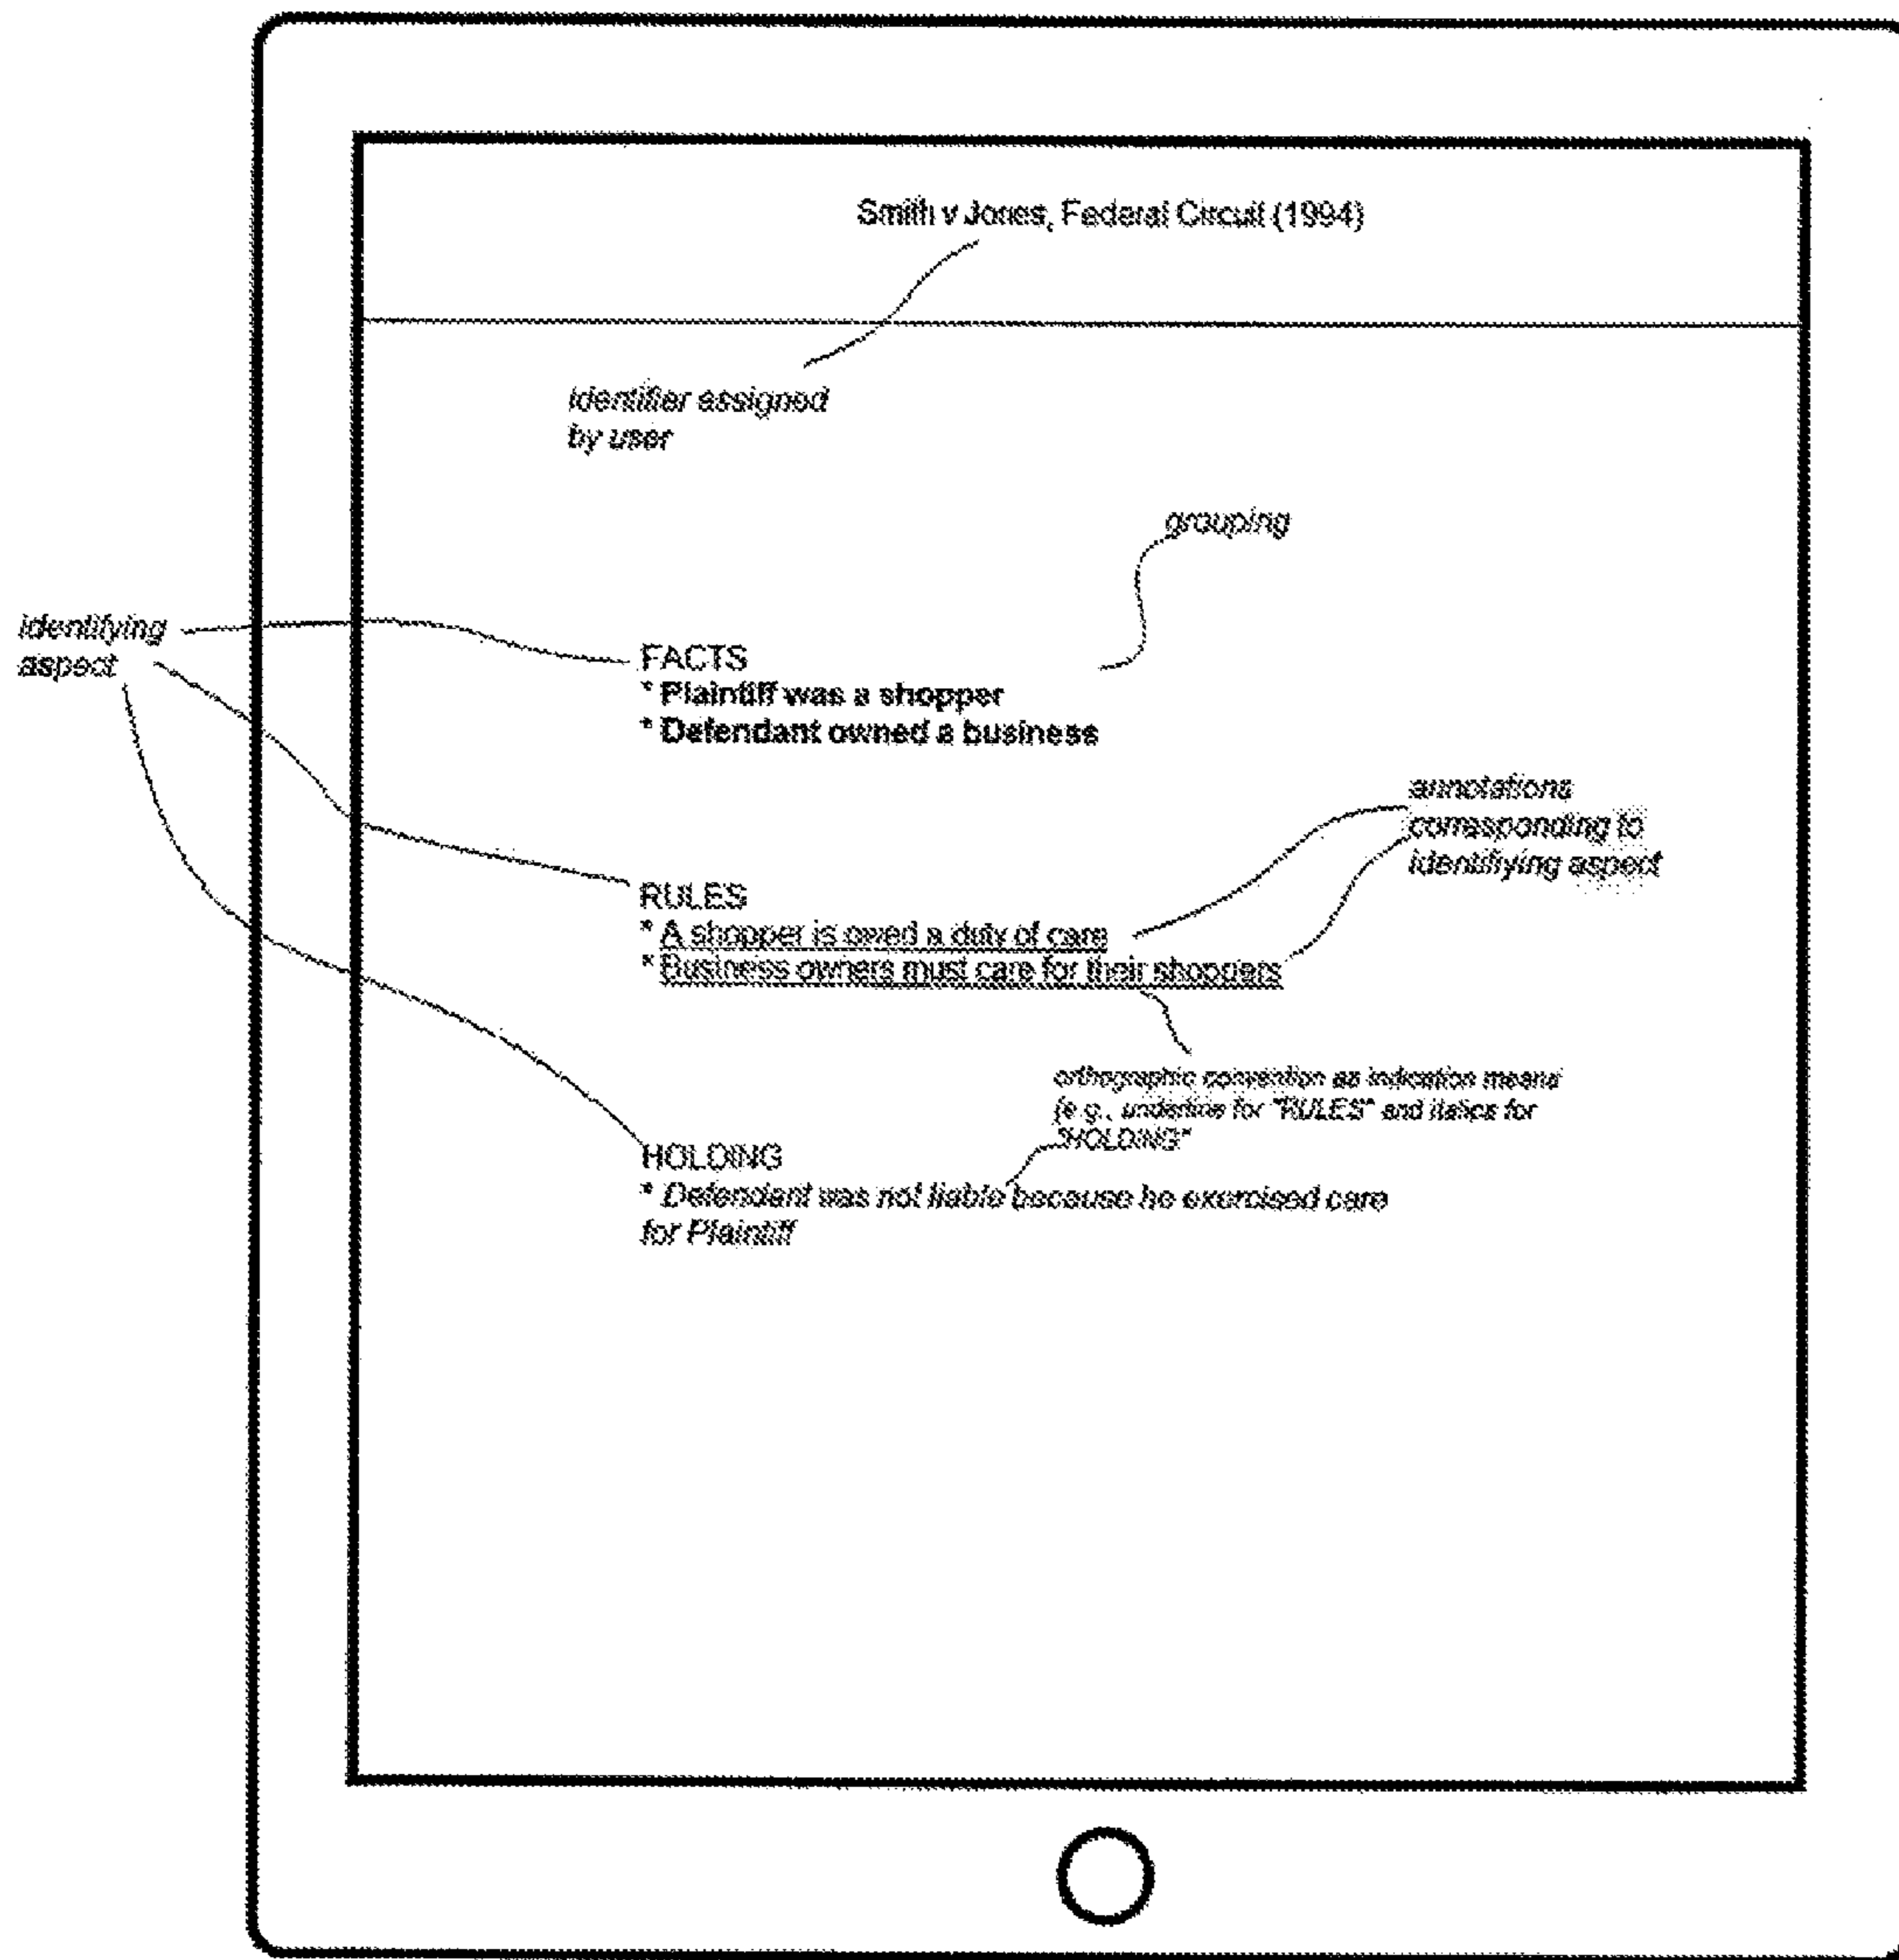 Smith v Jones, Federal Circuit (1994)
identifier assigned
by user
grouping
identifying
aspect
FACTS
* Plaintiff was a shopper
* Defendant owned a business
annotations
corresponding to
identifying aspect
RULES
* A shopper is owed a duty of care
* Business owners must care for their shoppers
orthographic convention as indication means
(e.g., underline for "RULES" and italics for
"HOLDING"
HOLDING
* Defendant was not liable because he exercised care
for Plaintiff